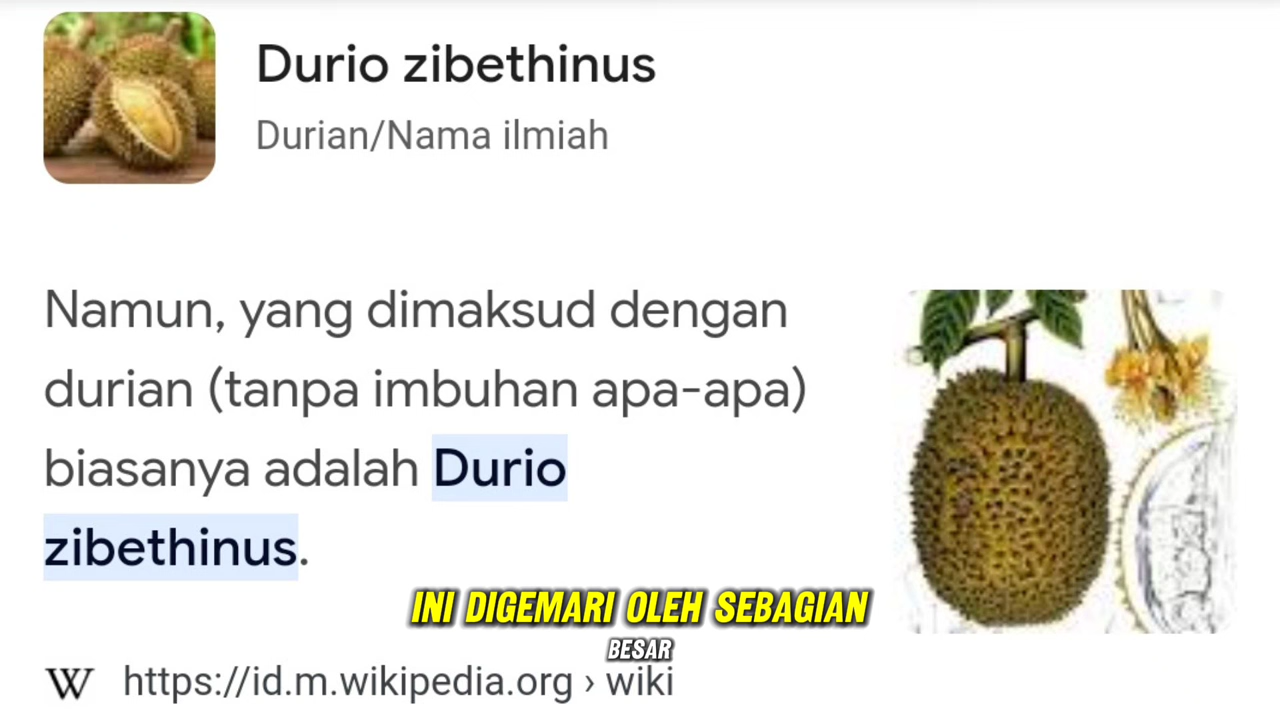 Durio zibethinus
Durian/Nama ilmiah
Namun, yang dimaksud dengan
durian (tanpa imbuhan apa-apa)
biasanya adalah Durio
zibethinus.
INI DIGEMARI OLEH SEBAGIAN
BESAR
W https://id.m.wikipedia.org › wiki